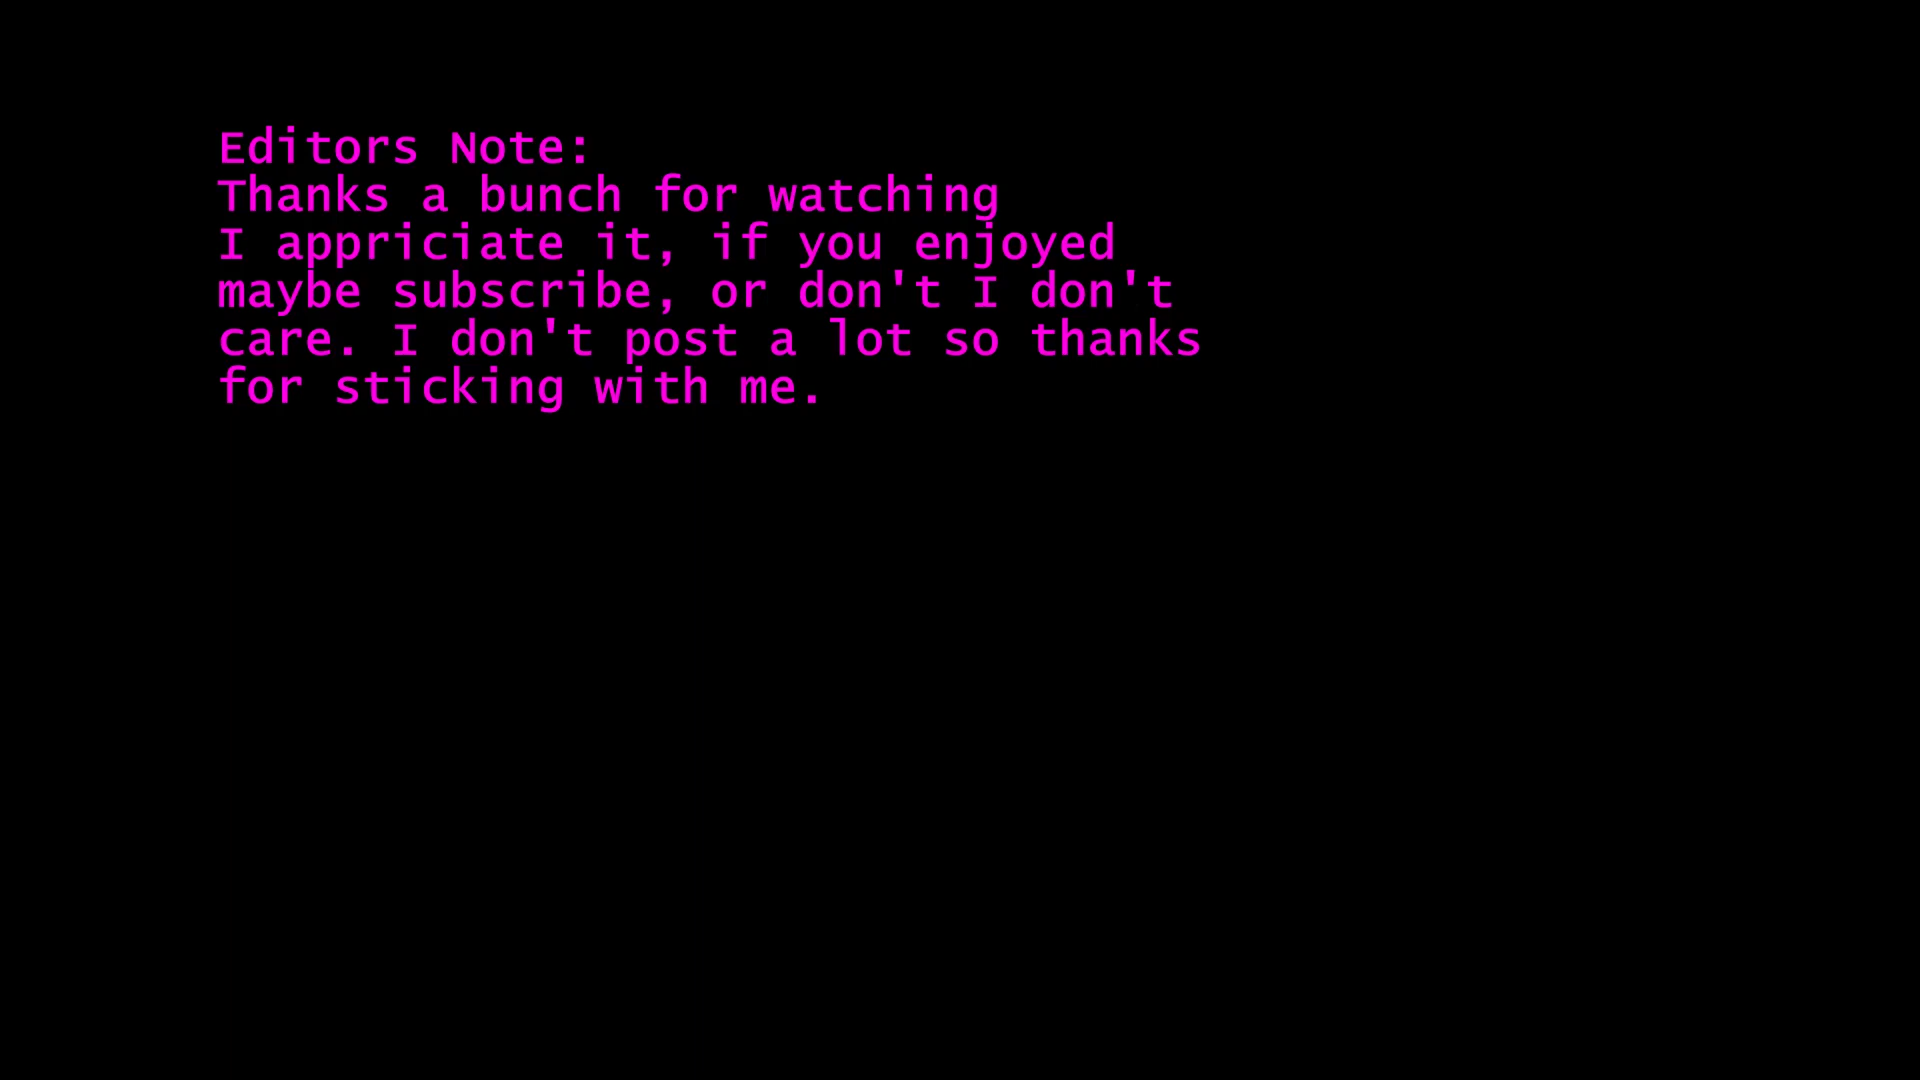 Editors Note:
Thanks a bunch for watching
I appriciate it, if you enjoyed
maybe subscribe, or don't I don't
care. I don't post a lot so thanks
for sticking with me.